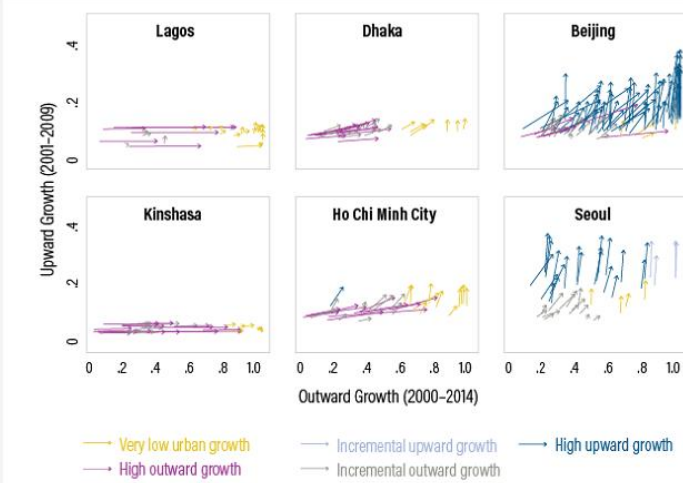 Lagos
Dhaka
Beijing
.4
.2
0
Kinshasa
Ho Chi Minh City
Seoul
.4
.2
0
Upward Growth (2001–2009)
0 .2 .4 .6 .8 1.0
0 .2 .4 .6 .8 1.0
0 .2 .4 .6 .8 1.0
Outward Growth (2000–2014)
Very low urban growth
Incremental upward growth
High upward growth
High outward growth
Incremental outward growth